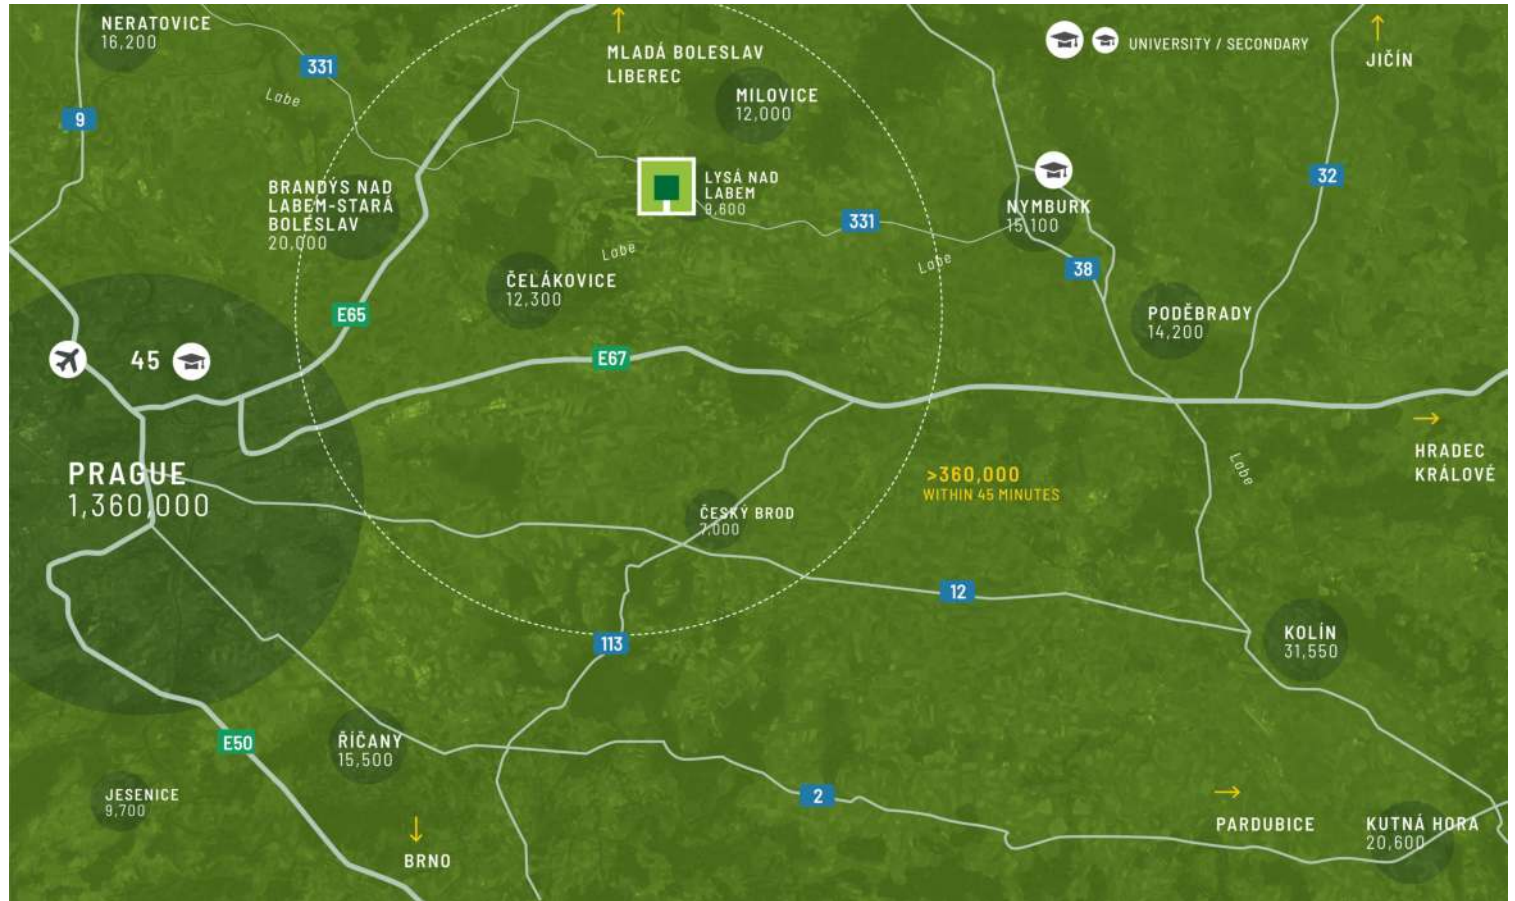 NERATOVICE
16,200
331
Labe
9
MLADÁ BOLESLAV
LIBEREC
MILOVICE
12,000
UNIVERSITY / SECONDARY
JIČÍN
BRANDÝS NAD
LABEM-STARÁ
BOLESLAV
20,000
LYSÁ NAD
LABEM
9,600
331
NYMBURK
15,100
32
Labe
Labe
38
ČELÁKOVICE
12,300
E65
PODĚBRADY
14,200
45
E67
PRAGUE
1,360,000
>360,000
WITHIN 45 MINUTES
HRADEC
KRÁLOVÉ
Labe
ČESKÝ BROD
7,000
12
113
KOLÍN
31,550
E50
ŘÍČANY
15,500
JESENICE
9,700
2
BRNO
PARDUBICE
KUTNÁ HORA
20,600